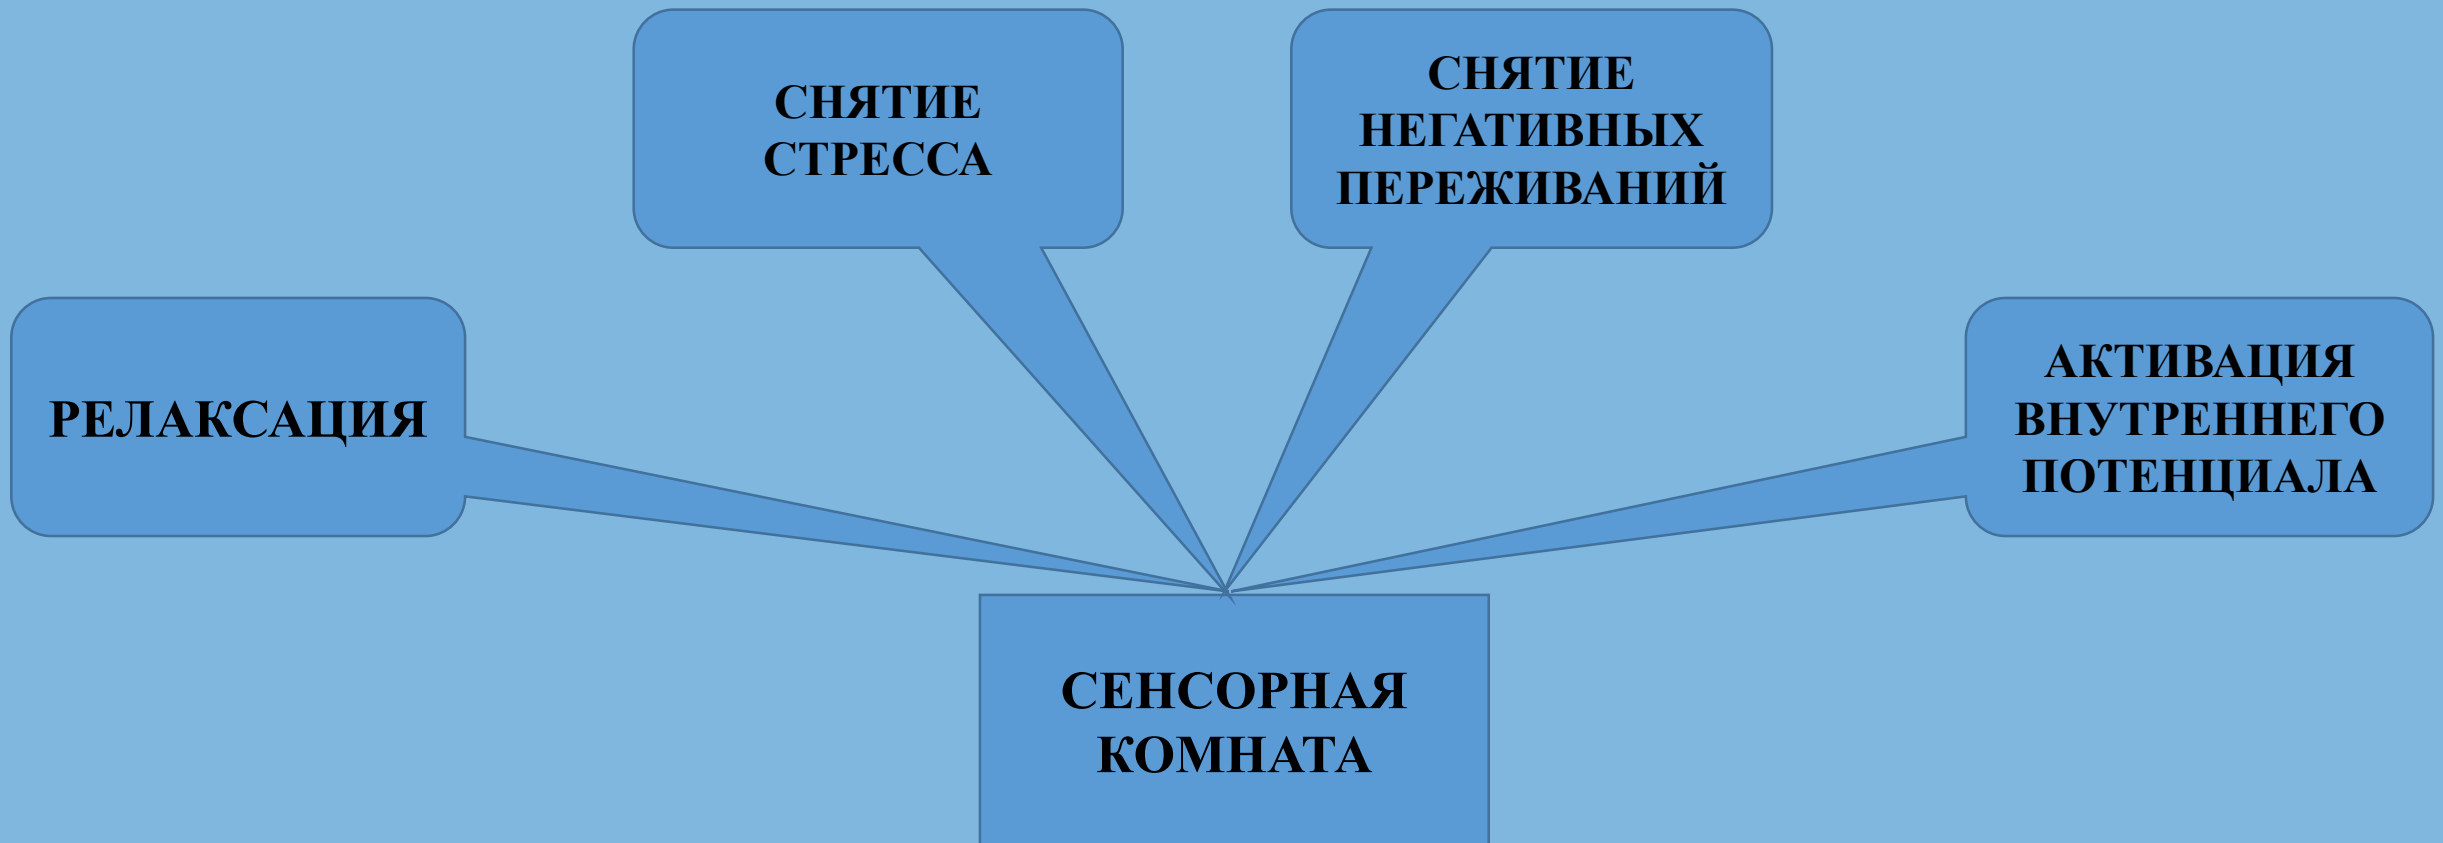 СНЯТИЕ
СТРЕССА
СНЯТИЕ
НЕГАТИВНЫХ
ПЕРЕЖИВАНИЙ
РЕЛАКСАЦИЯ
АКТИВАЦИЯ
ВНУТРЕННЕГО
ПОТЕНЦИАЛА
СЕНСОРНАЯ
КОМНАТА